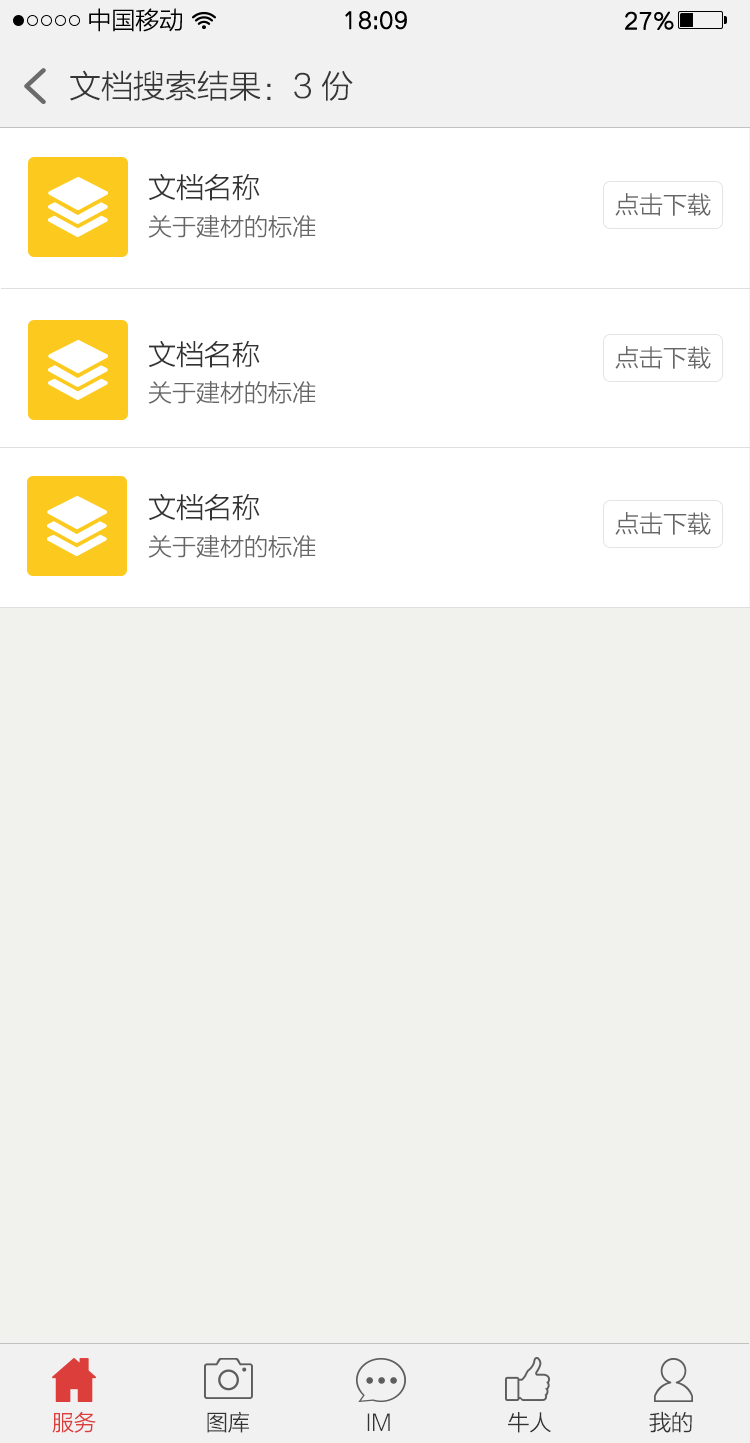 中国移动 18:09 27%
文档搜索结果：3 份
文档名称
关于建材的标准
点击下载
文档名称
关于建材的标准
点击下载
文档名称
关于建材的标准
点击下载
服务 图库 IM 牛人 我的